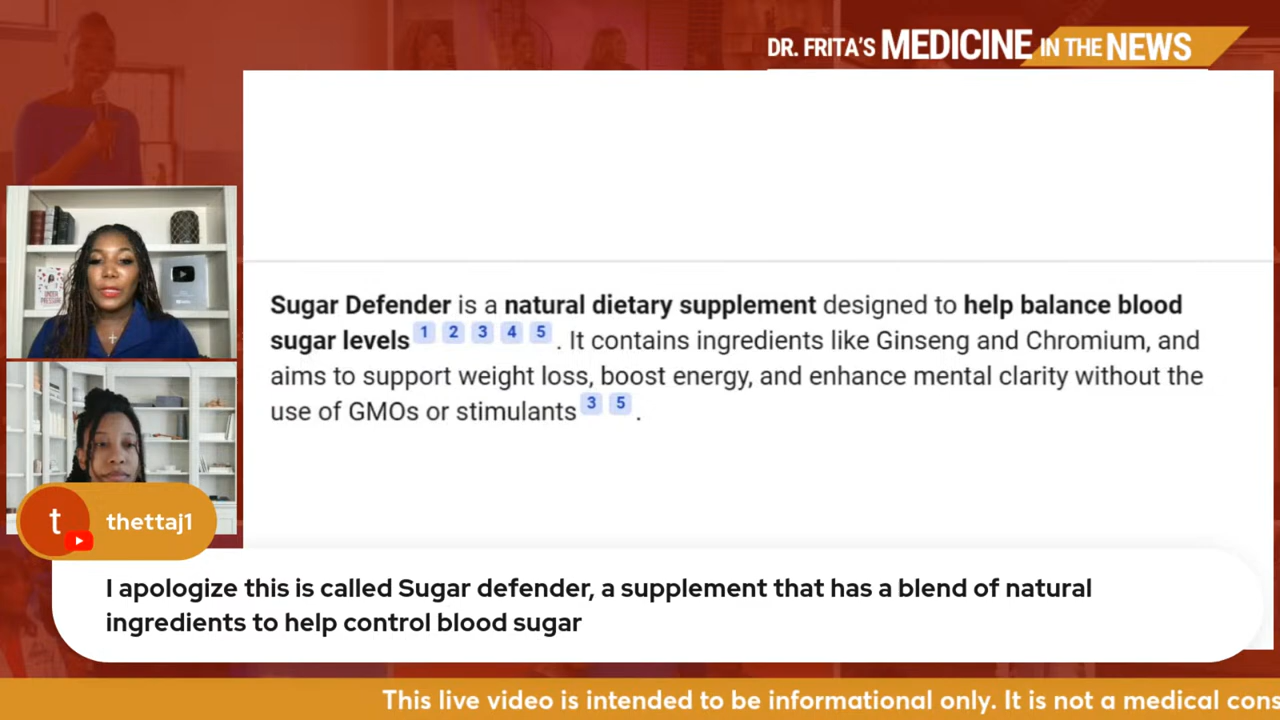 DR. FRITA'S MEDICINE IN THE NEWS
Sugar Defender is a natural dietary supplement designed to help balance blood
sugar levels 1 2 3 4 5 . It contains ingredients like Ginseng and Chromium, and
aims to support weight loss, boost energy, and enhance mental clarity without the
use of GMOs or stimulants 3 5 .
UNDER
PRESSURE
t thettaj1
I apologize this is called Sugar defender, a supplement that has a blend of natural
ingredients to help control blood sugar
This live video is intended to be informational only. It is not a medical cons